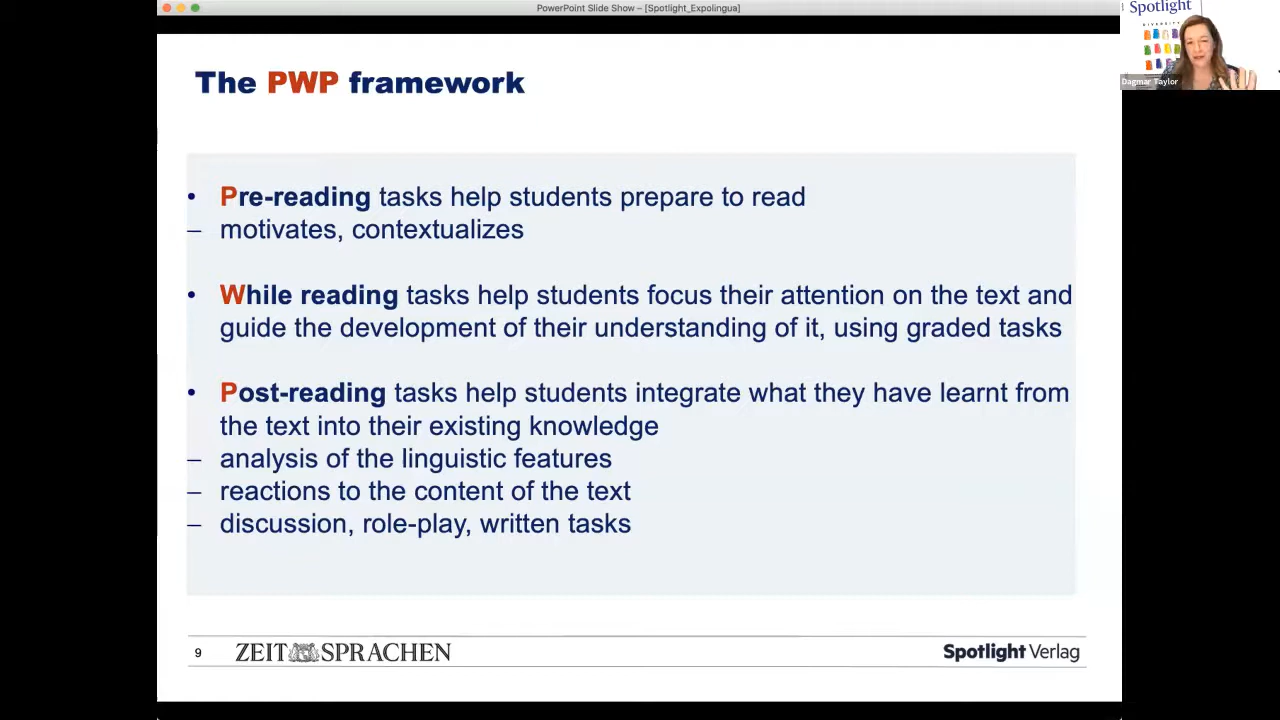 PowerPoint Slide Show – [Spotlight_Expolingua]
Spotlight
DIVERSITY
Dagmar Taylor
The PWP framework
• Pre-reading tasks help students prepare to read
– motivates, contextualizes
• While reading tasks help students focus their attention on the text and
guide the development of their understanding of it, using graded tasks
• Post-reading tasks help students integrate what they have learnt from
the text into their existing knowledge
– analysis of the linguistic features
– reactions to the content of the text
– discussion, role-play, written tasks
9
ZEIT SPRACHEN
Spotlight Verlag